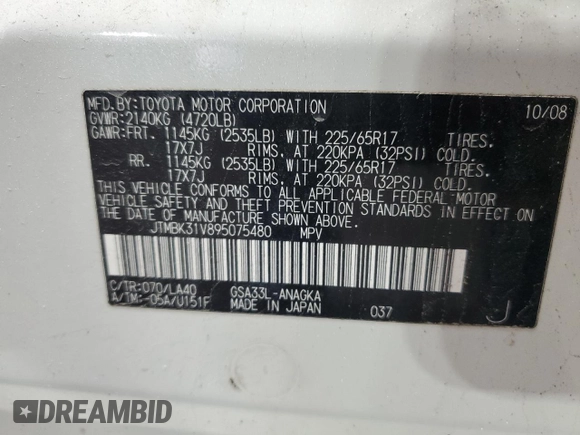 MFD.BY:TOYOTA MOTOR CORPORATION 10/08
GVWR:2140KG (4720LB)
GAWR:FRT. 1145KG (2535LB) WITH 225/65R17 TIRES.
17X7J RIMS. AT 220KPA (32PSI) COLD.
RR. 1145KG (2535LB) WITH 225/65R17 TIRES.
17X7J RIMS. AT 220KPA (32PSI) COLD.
THIS VEHICLE CONFORMS TO ALL APPLICABLE FEDERAL MOTOR
VEHICLE SAFETY AND THEFT PREVENTION STANDARDS IN EFFECT ON
THE DATE OF MANUFACTURE SHOWN ABOVE.
JTMBK31V895075480 MPV
C/TR:070/LA40 GSA33L-ANAGKA
A/TM:-05A/U151F MADE IN JAPAN 037 J
DREAMBID